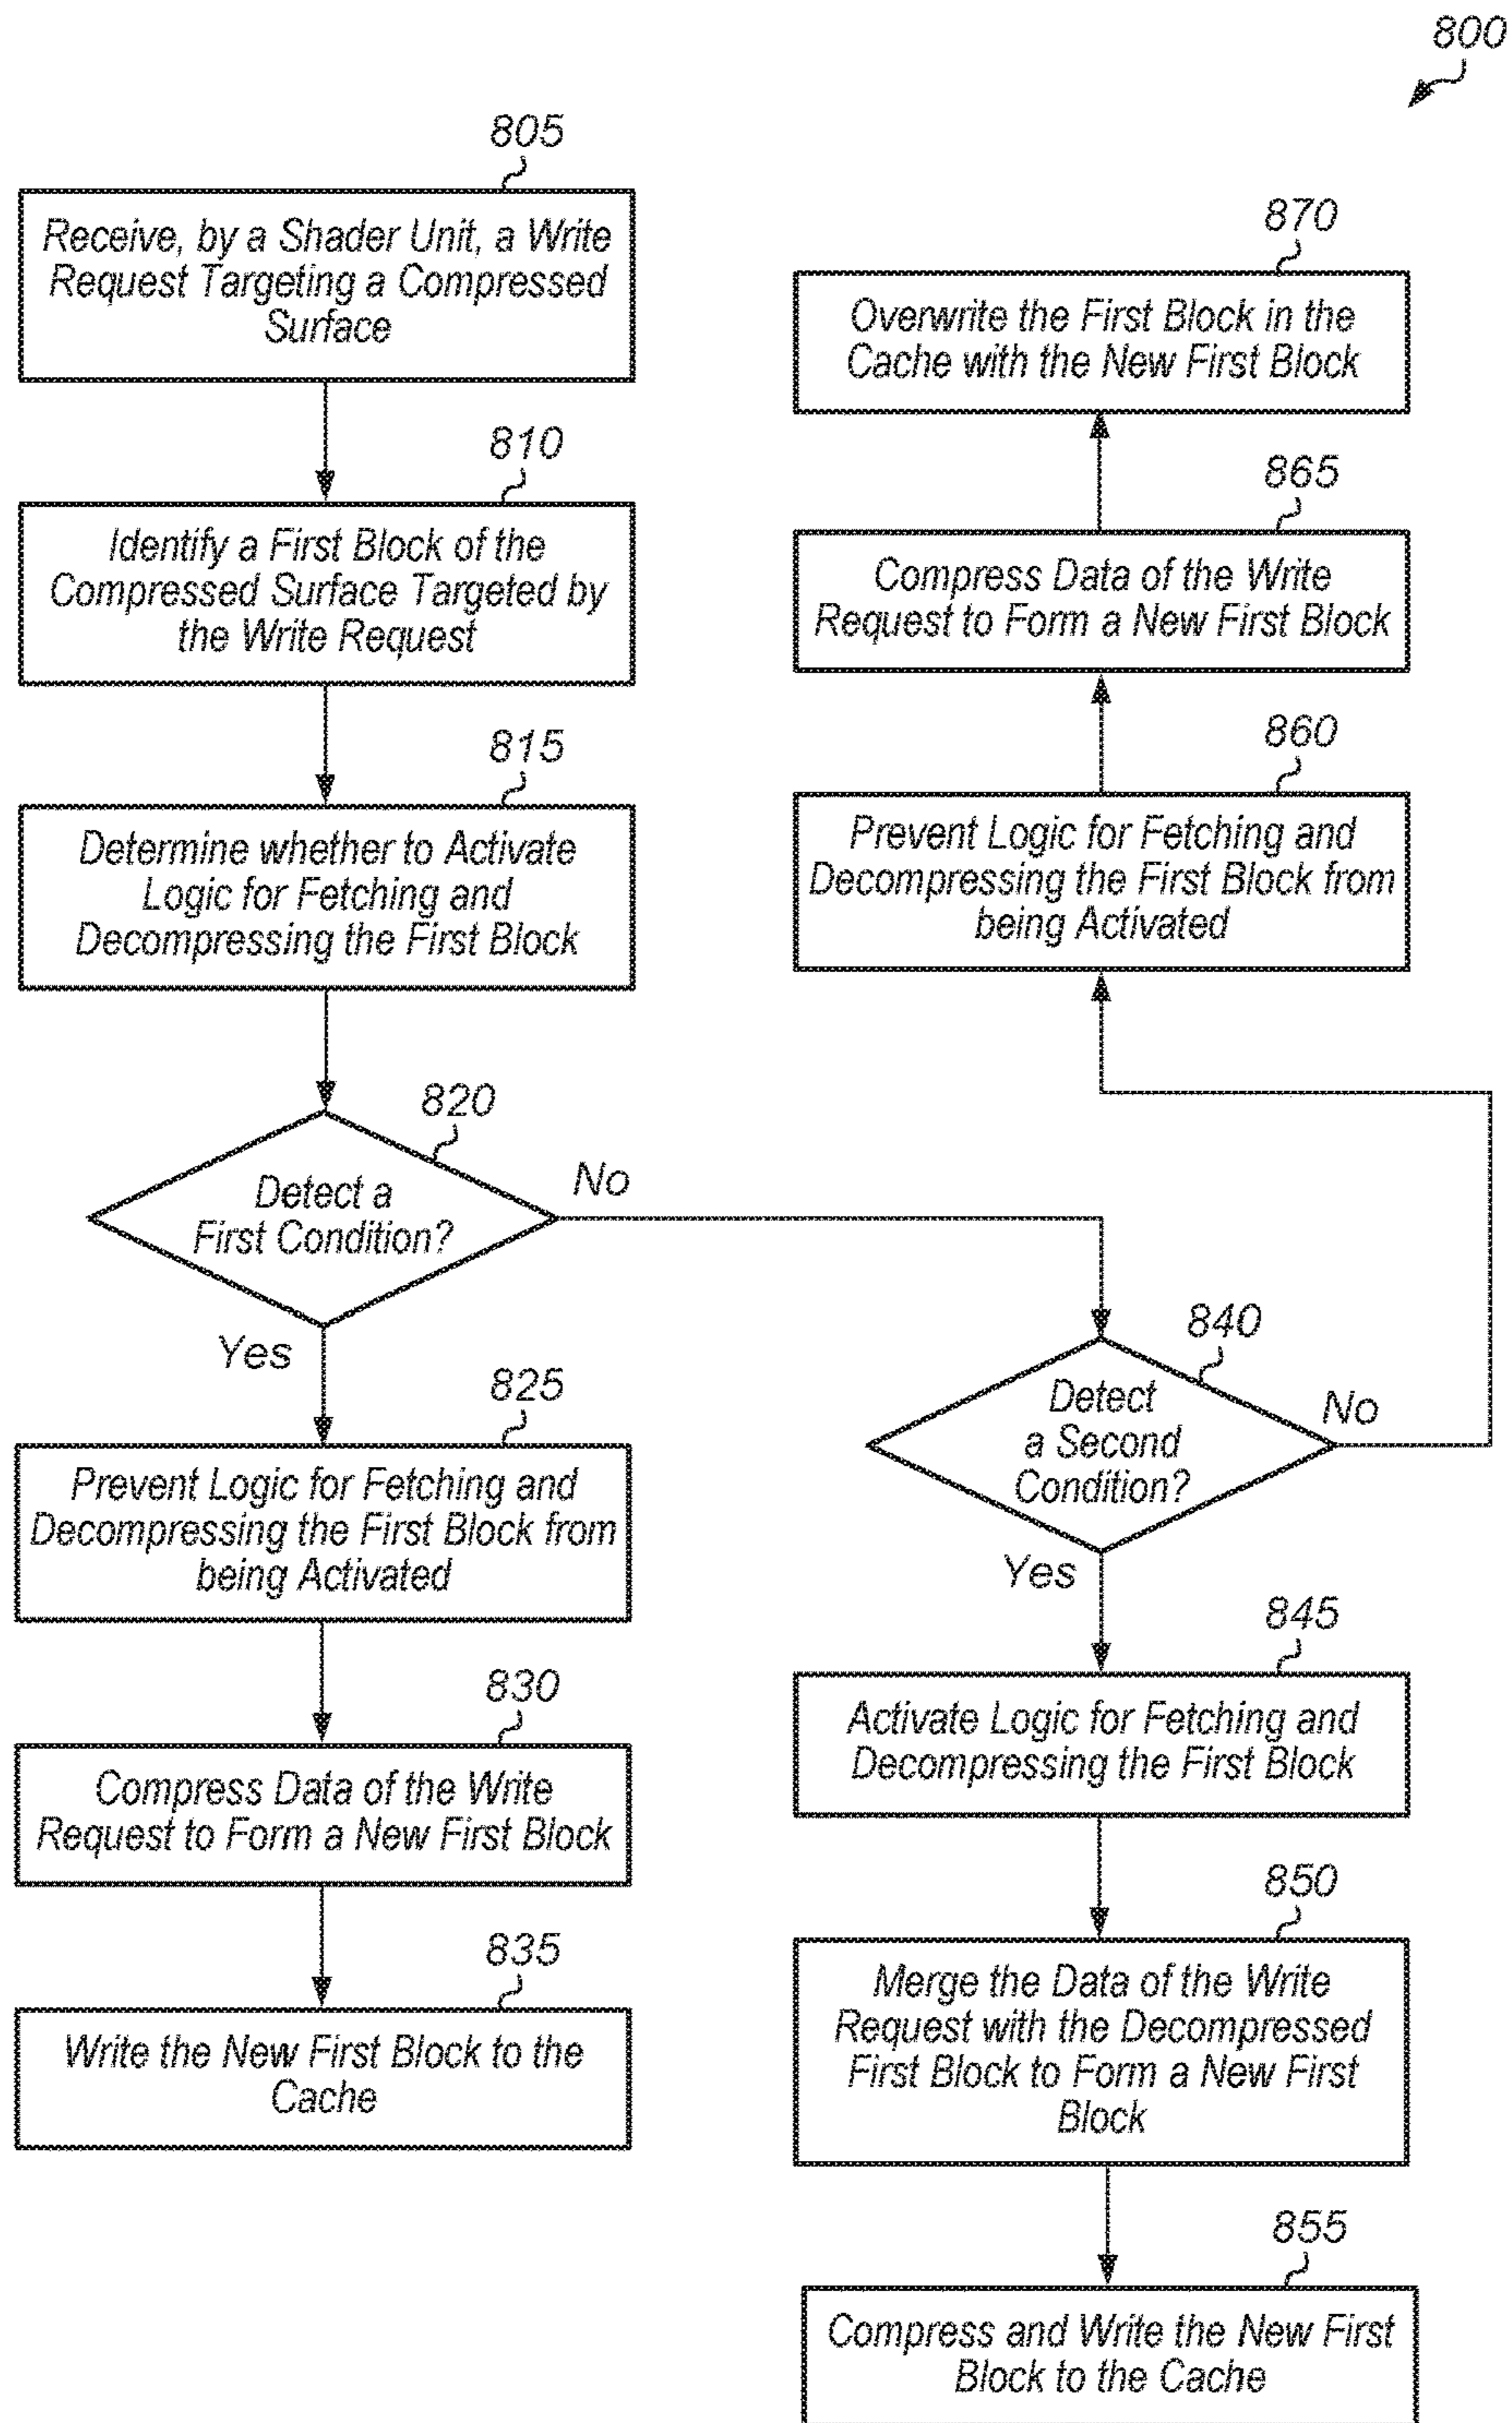 800
805
Receive, by a Shader Unit, a Write
Request Targeting a Compressed
Surface
810
Identify a First Block of the
Compressed Surface Targeted by
the Write Request
815
Determine whether to Activate
Logic for Fetching and
Decompressing the First Block
820
Detect a
First Condition?
No
Yes
825
Prevent Logic for Fetching and
Decompressing the First Block from
being Activated
830
Compress Data of the Write
Request to Form a New First Block
835
Write the New First Block to the
Cache
840
Detect
a Second
Condition?
No
Yes
845
Activate Logic for Fetching and
Decompressing the First Block
850
Merge the Data of the Write
Request with the Decompressed
First Block to Form a New First
Block
855
Compress and Write the New First
Block to the Cache
860
Prevent Logic for Fetching and
Decompressing the First Block from
being Activated
865
Compress Data of the Write
Request to Form a New First Block
870
Overwrite the First Block in the
Cache with the New First Block